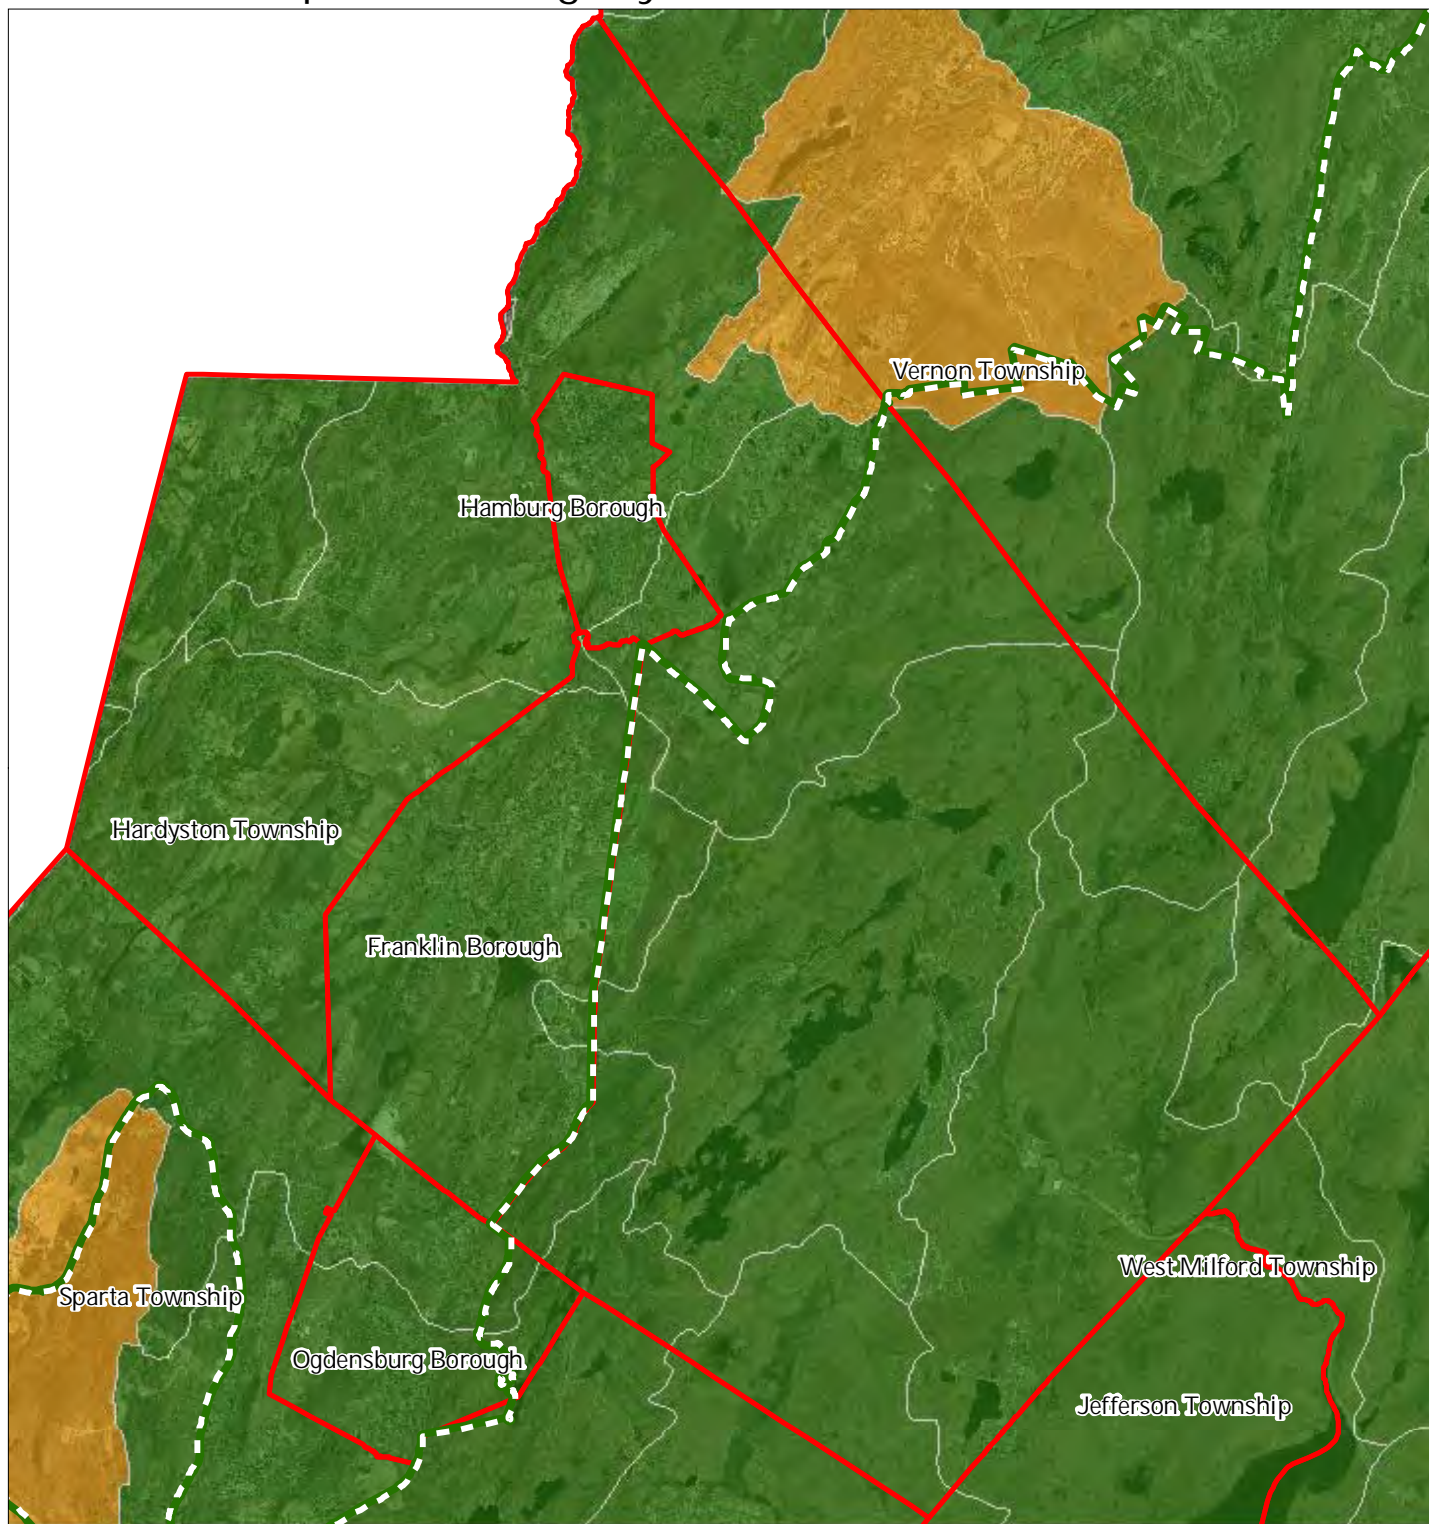 Vernon Township
Hamburg Borough
Hardyston Township
Franklin Borough
West Milford Township
Sparta Township
Ogdensburg Borough
Jefferson Township